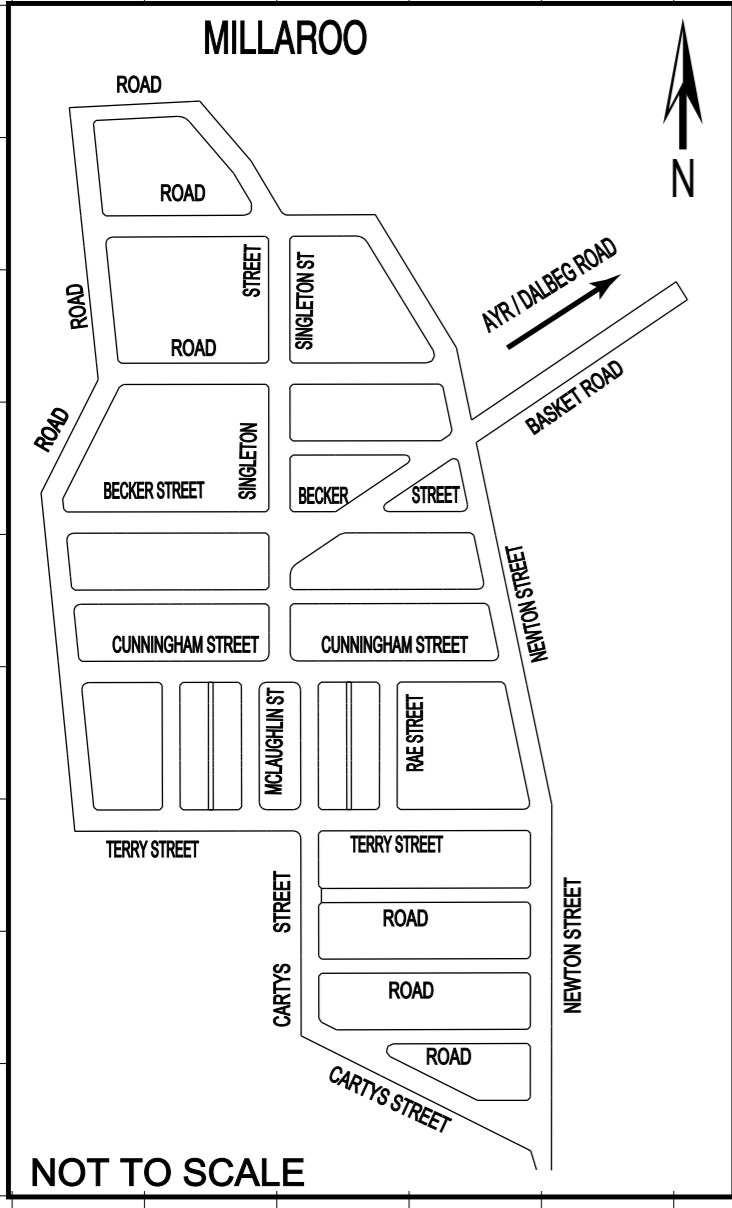 MILLAROO
ROAD
N
ROAD
STREET
SINGLETON ST
AYR / DALBEG ROAD
ROAD
ROAD
BASKET ROAD
ROAD
SINGLETON
BECKER STREET
BECKER
STREET
NEWTON STREET
CUNNINGHAM STREET
CUNNINGHAM STREET
MCLAUGHLIN ST
RAE STREET
TERRY STREET
TERRY STREET
CARTYS STREET
ROAD
NEWTON STREET
ROAD
ROAD
CARTYS STREET
NOT TO SCALE